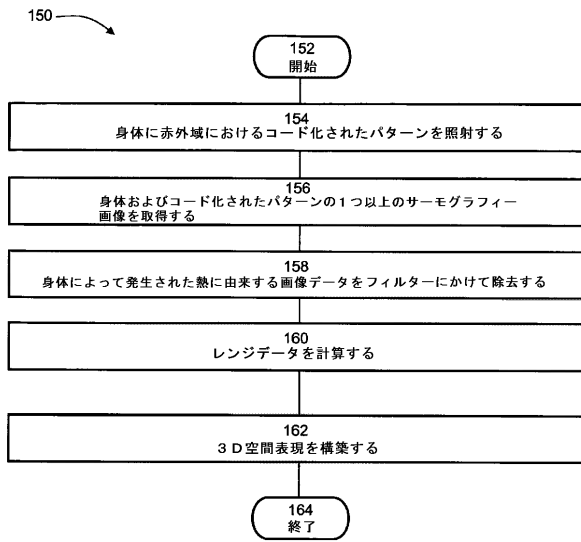 150
152
開始
154
身体に赤外域におけるコード化されたパターンを照射する
156
身体およびコード化されたパターンの1つ以上のサーモグラフィー
画像を取得する
158
身体によって発生された熱に由来する画像データをフィルターにかけて除去する
160
レンジデータを計算する
162
3D空間表現を構築する
164
終了